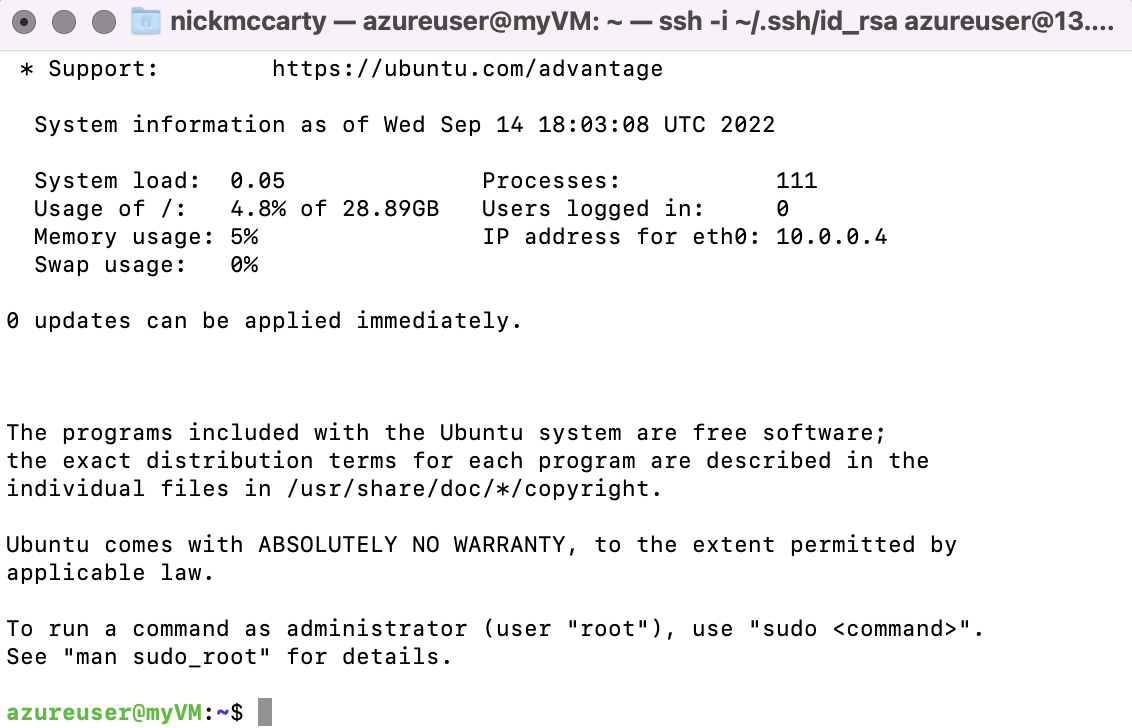 nickmccarty — azureuser@myVM: ~ — ssh -i ~/.ssh/id_rsa azureuser@13....
* Support:        https://ubuntu.com/advantage
System information as of Wed Sep 14 18:03:08 UTC 2022
System load:  0.05              Processes:           111
Usage of /:   4.8% of 28.89GB   Users logged in:     0
Memory usage: 5%                IP address for eth0: 10.0.0.4
Swap usage:   0%
0 updates can be applied immediately.
The programs included with the Ubuntu system are free software;
the exact distribution terms for each program are described in the
individual files in /usr/share/doc/*/copyright.
Ubuntu comes with ABSOLUTELY NO WARRANTY, to the extent permitted by
applicable law.
To run a command as administrator (user "root"), use "sudo <command>".
See "man sudo_root" for details.
azureuser@myVM:~$